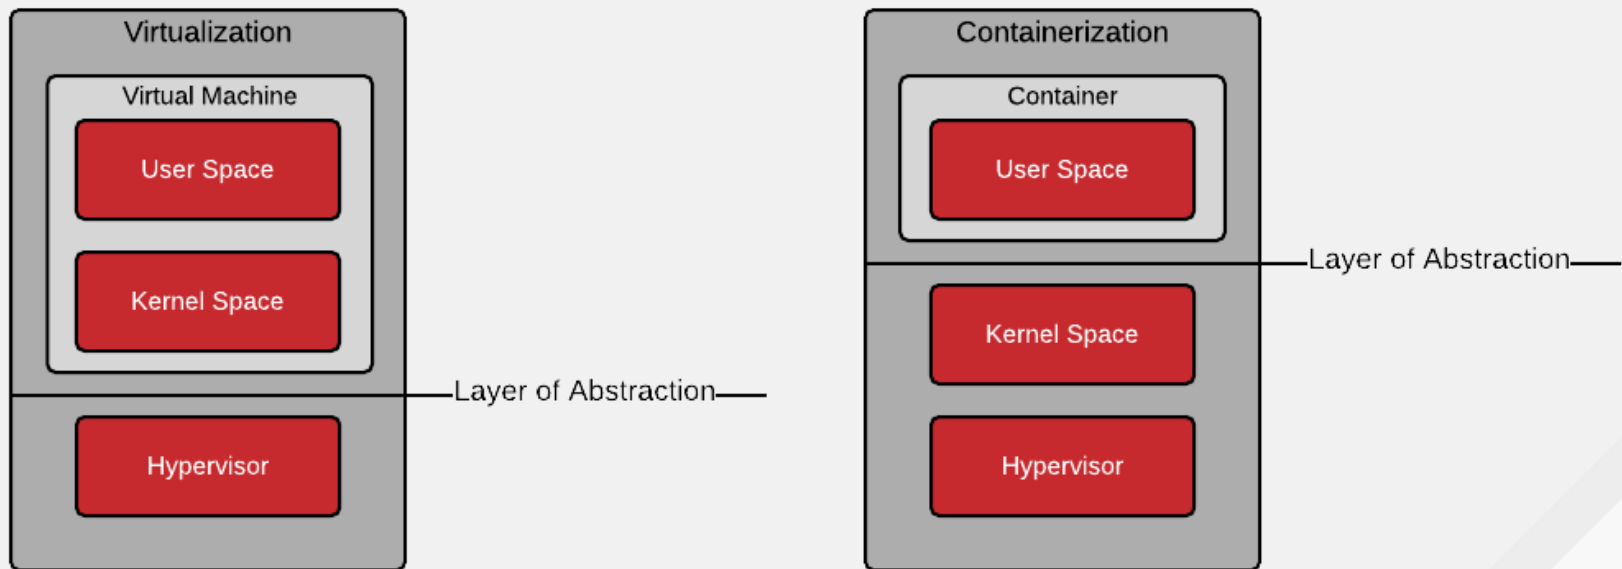 Virtualization
Virtual Machine
User Space
Kernel Space
Layer of Abstraction
Hypervisor
Containerization
Container
User Space
Layer of Abstraction
Kernel Space
Hypervisor